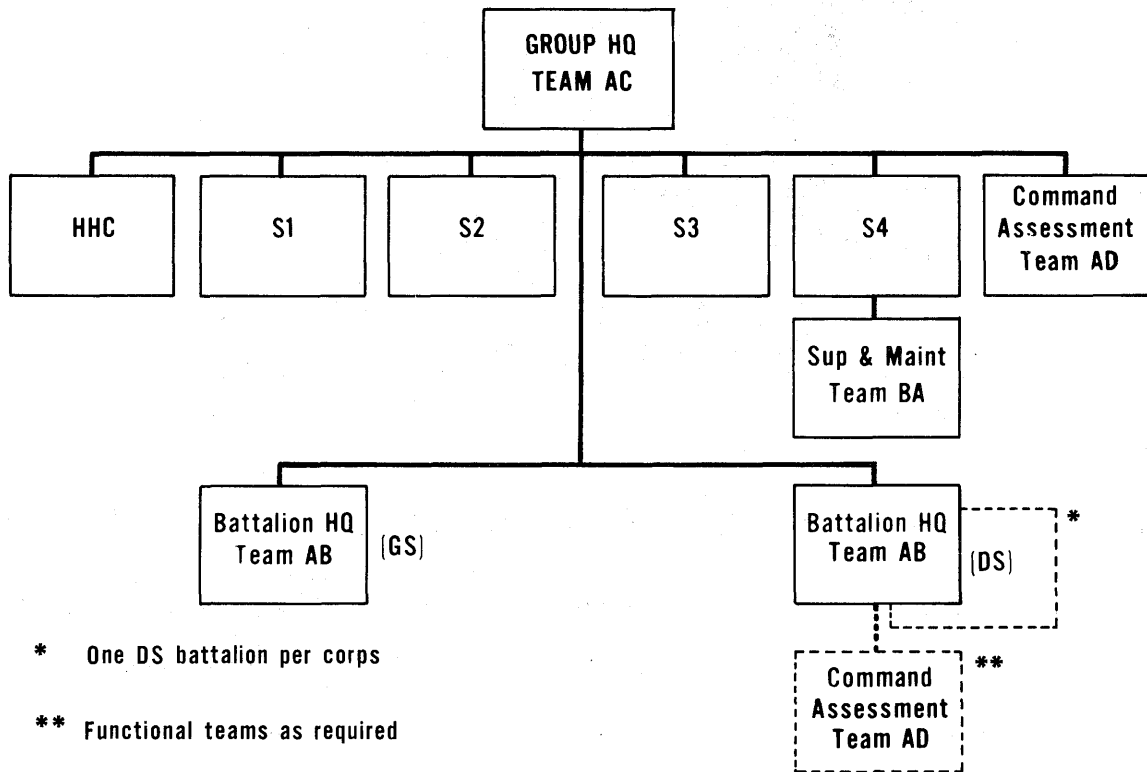 GROUP HQ
TEAM AC
HHC
S1
S2
S3
S4
Command
Assessment
Team AD
Sup & Maint
Team BA
Battalion HQ
Team AB
(GS)
Battalion HQ
Team AB
(DS)
*
* One DS battalion per corps
Command
Assessment
Team AD
**
** Functional teams as required